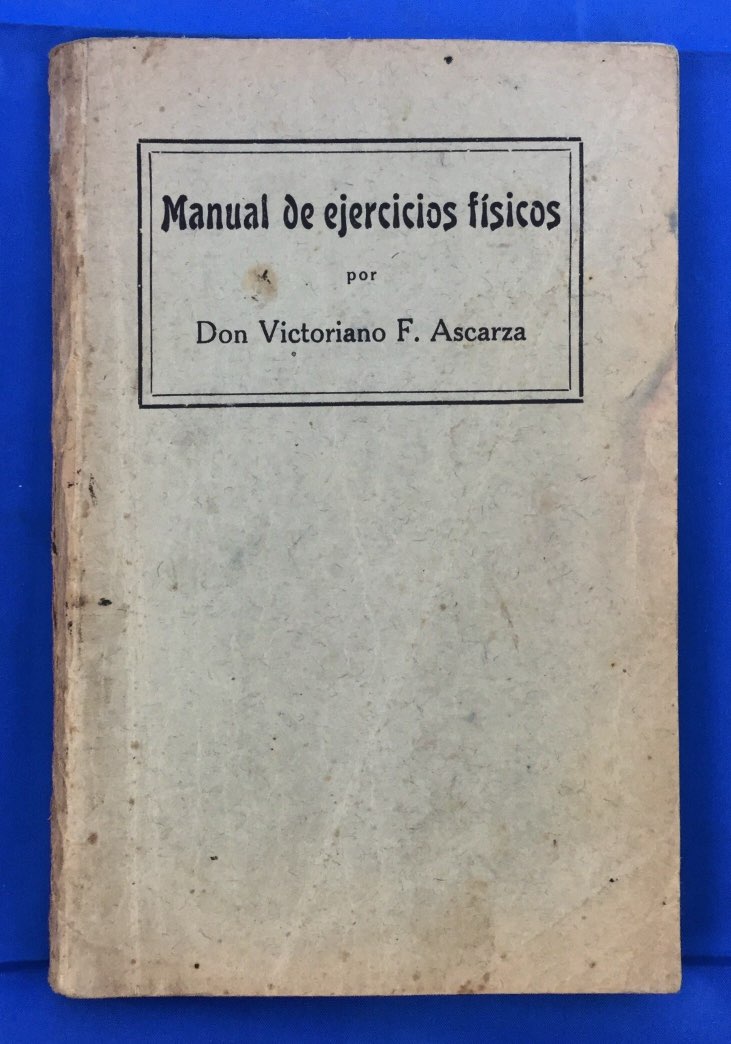 Manual de ejercicios físicos
por
Don Victoriano F. Ascarza